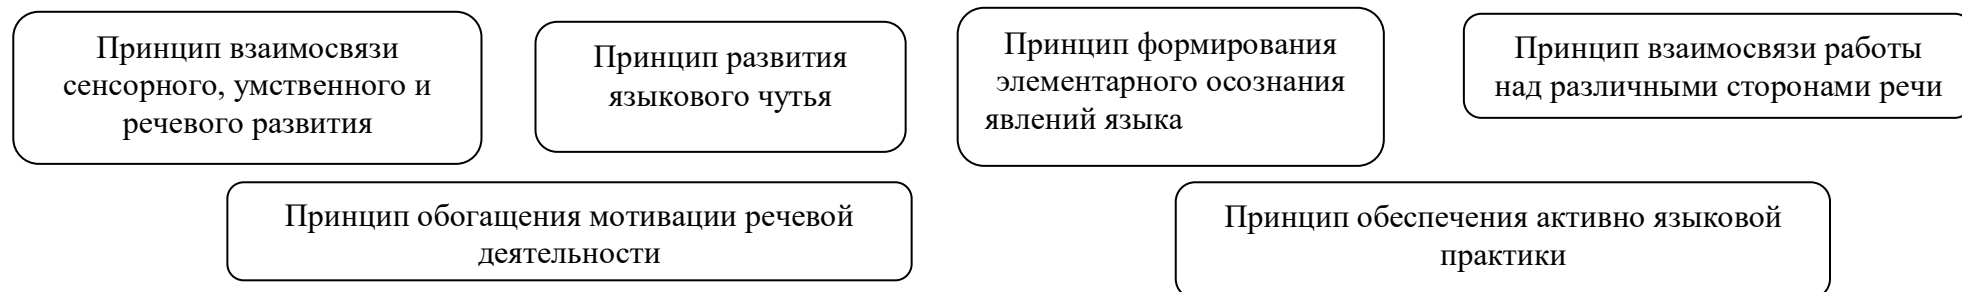 Принцип взаимосвязи
сенсорного, умственного и
речевого развития
Принцип развития
языкового чутья
Принцип формирования
элементарного осознания
явлений языка
Принцип взаимосвязи работы
над различными сторонами речи
Принцип обогащения мотивации речевой
деятельности
Принцип обеспечения активно языковой
практики